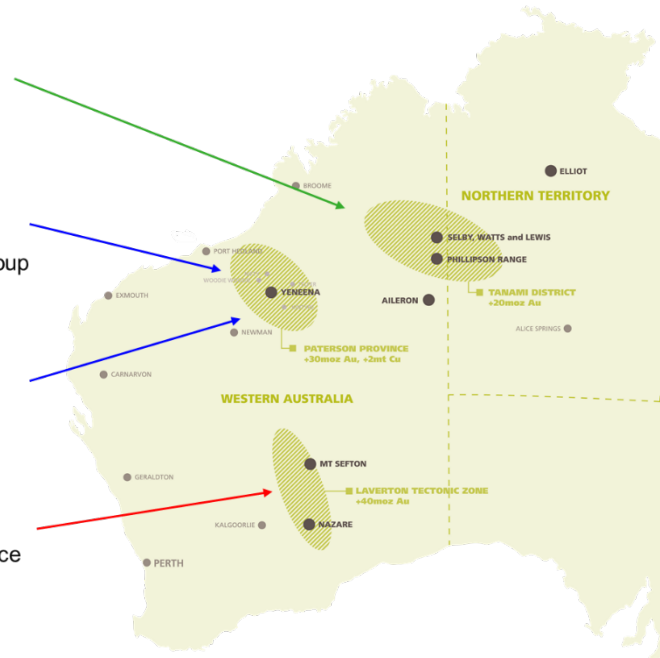 ELLIOT
BROOME
NORTHERN TERRITORY
SELBY, WATTS and LEWIS
PORT HEDLAND
oup
PHILLIPSON RANGE
YENEENA
TANAMI DISTRICT
+20moz Au
EXMOUTH
AILERON
ALICE SPRINGS
NEWMAN
PATERSON PROVINCE
+30moz Au, +2mt Cu
CARNARVON
WESTERN AUSTRALIA
MT SEFTON
GERALDTON
LAVERTON TECTONIC ZONE
+40moz Au
KALGOORLIE
NAZARE
ce
PERTH